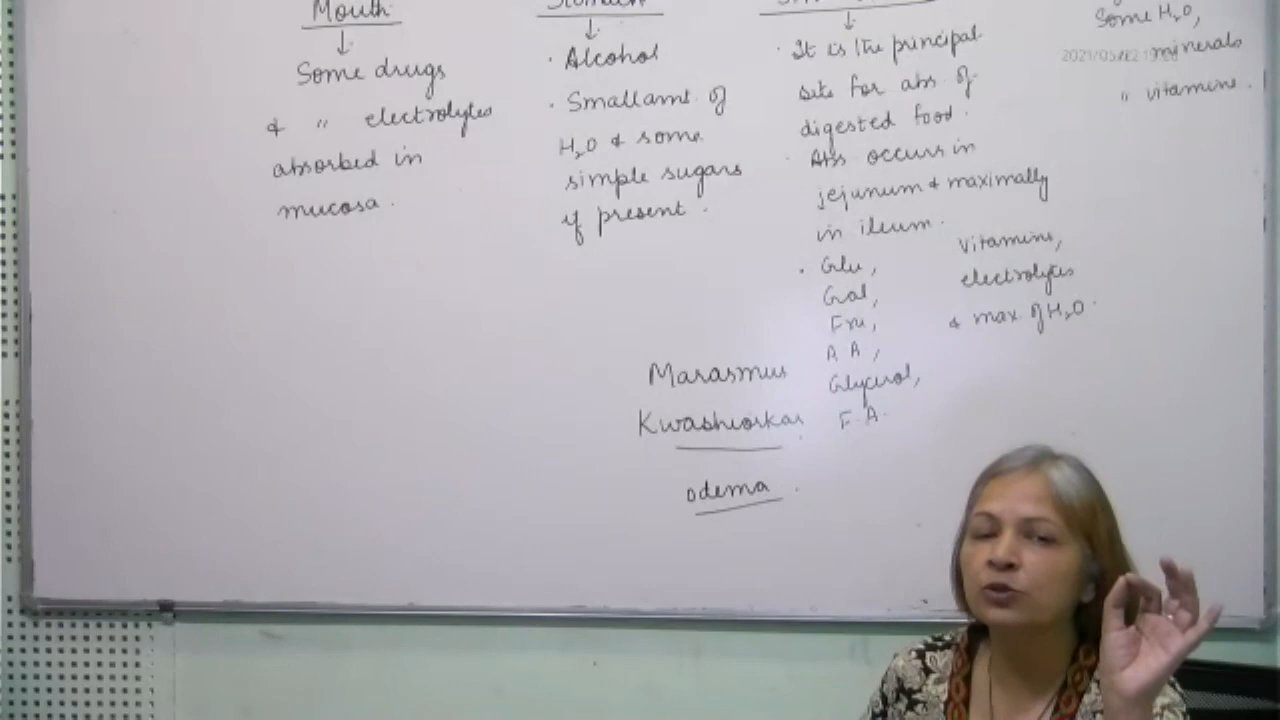 Mouth
Some drugs
& " electrolytes
absorbed in
mucosa.
Stomach
· Alcohol
· Small amt. of
H2O & some
simple sugars
if present.
· It is the principal
site for abs of
digested food.
· Abs occurs in
jejunum & maximally
in ileum.
· Glu,
Gal,
Fru,
A A,
Glycerol,
F. A.
Vitamins,
electrolytes
& max of H2O.
Some H2O,
" minerals
" vitamins.
Marasmus
Kwashiorkar
odema